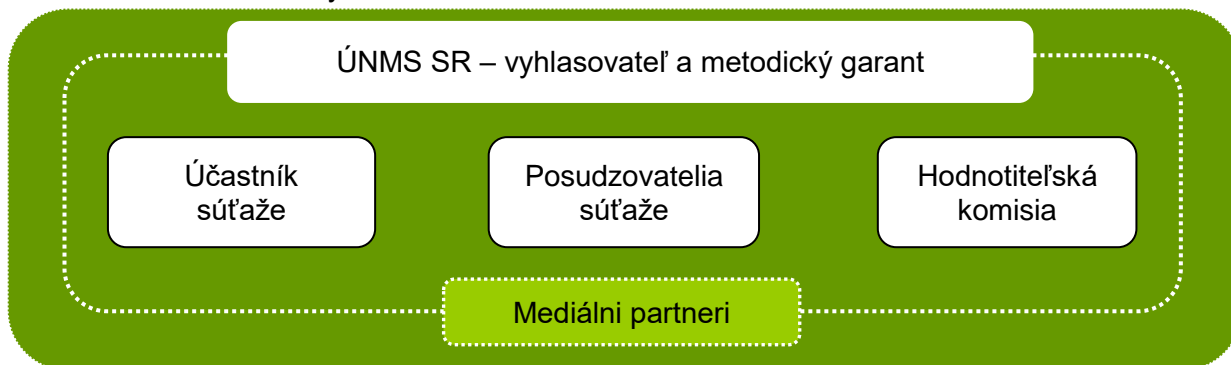 ÚNMS SR – vyhlasovateľ a metodický garant
Účastník
súťaže
Posudzovatelia
súťaže
Hodnotiteľská
komisia
Mediálni partneri